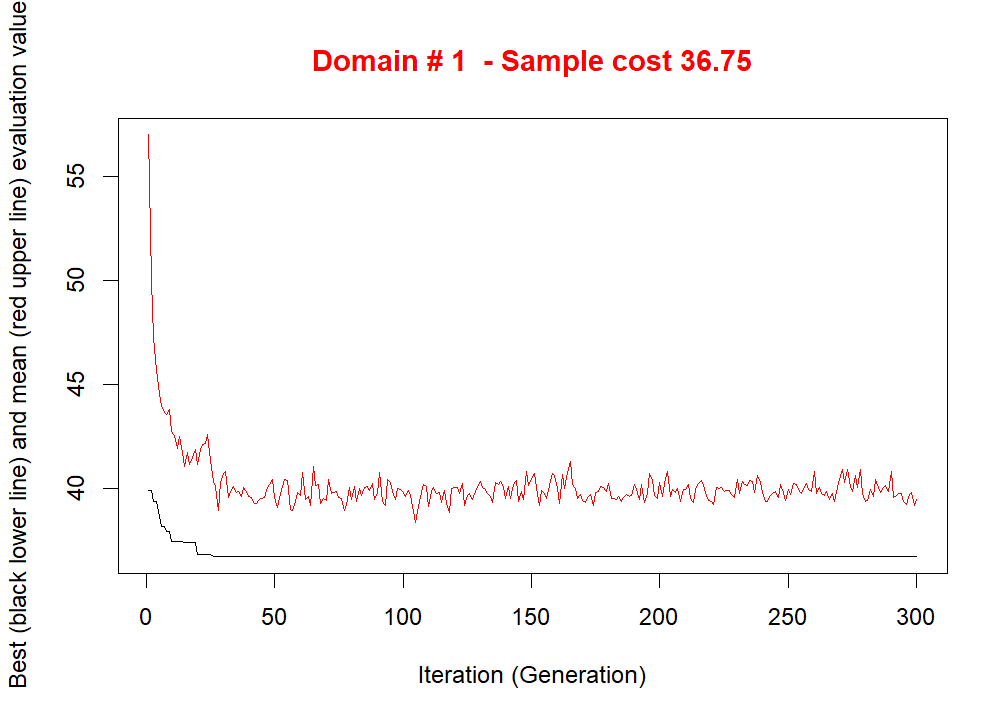 Domain # 1  - Sample cost 36.75
Best (black lower line) and mean (red upper line) evaluation value
55
50
45
40
0 50 100 150 200 250 300
Iteration (Generation)